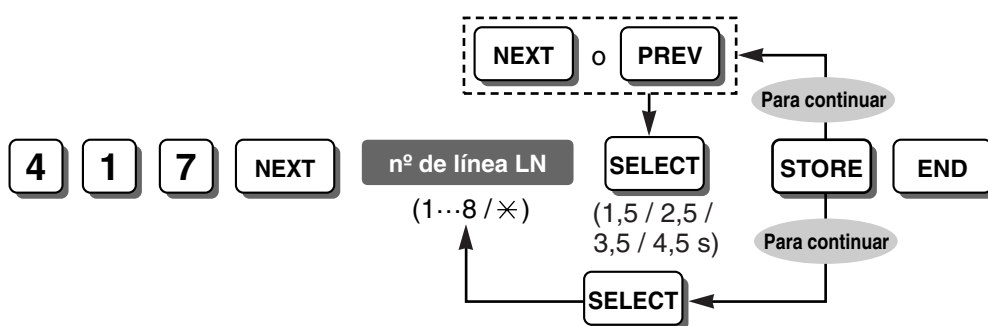 NEXT o PREV
Para continuar
4 1 7 NEXT nº de línea LN SELECT STORE END
(1···8 / ✳) (1,5 / 2,5 /
3,5 / 4,5 s)
Para continuar
SELECT